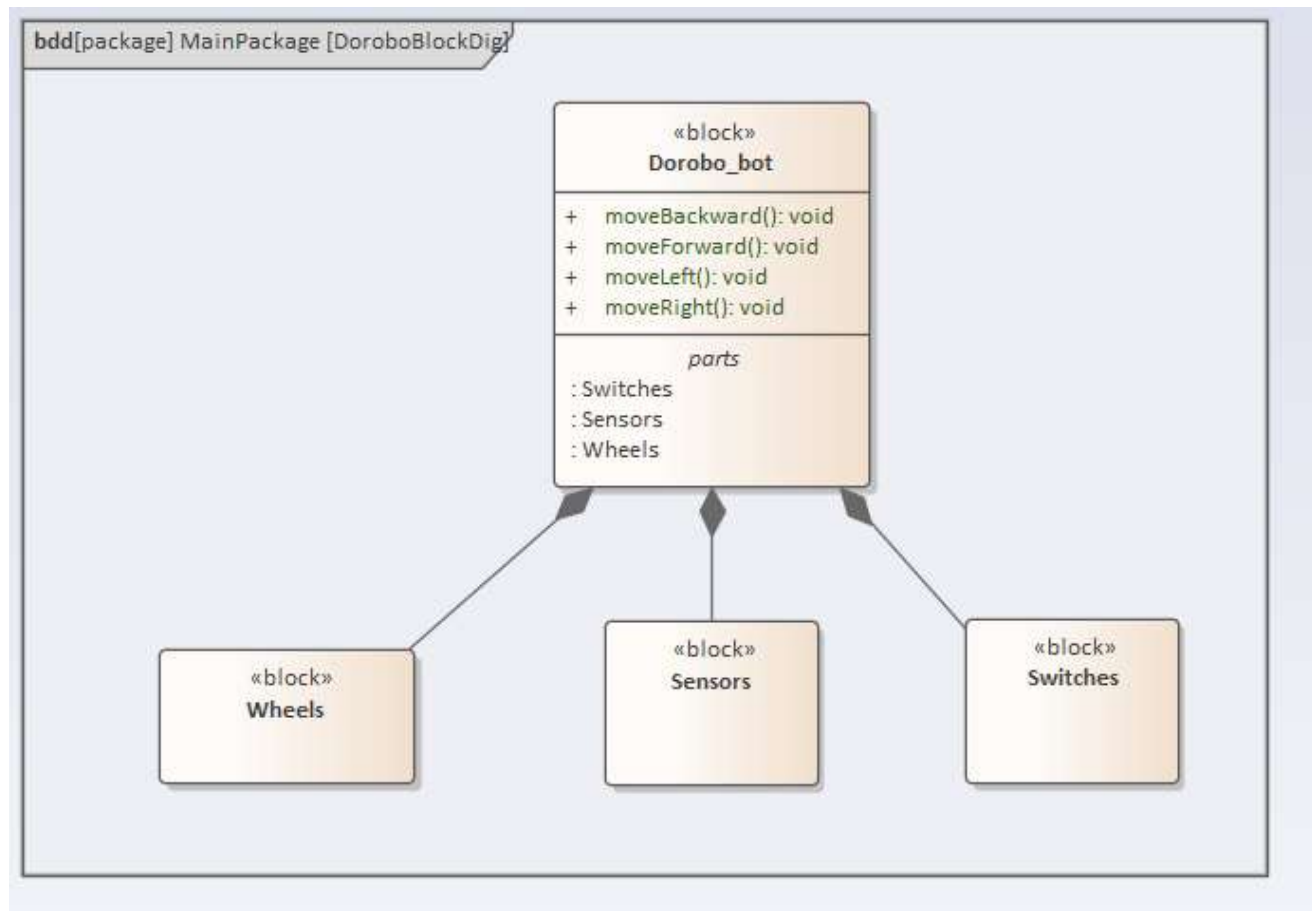 bdd[package] MainPackage [DoroboBlockDig]
«block»
Dorobo_bot
+ moveBackward(): void
+ moveForward(): void
+ moveLeft(): void
+ moveRight(): void
parts
: Switches
: Sensors
: Wheels
«block»
Wheels
«block»
Sensors
«block»
Switches